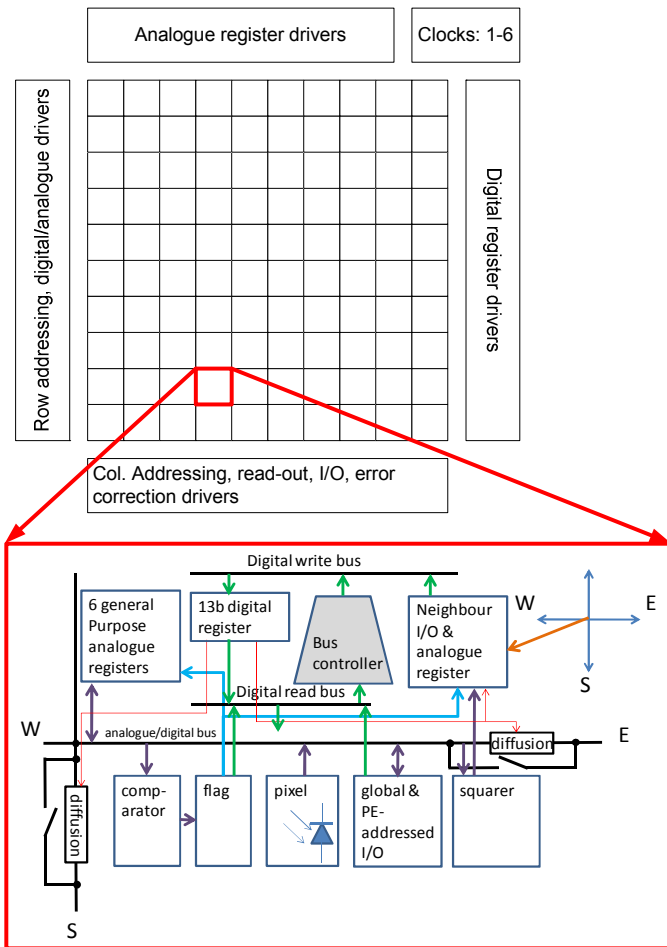 Analogue register drivers
Clocks: 1-6
Row addressing, digital/analogue drivers
Digital register drivers
Col. Addressing, read-out, I/O, error
correction drivers
Digital write bus
6 general
Purpose
analogue
registers
13b digital
register
Bus
controller
Neighbour
I/O &
analogue
register
W
E
S
Digital read bus
W
analogue/digital bus
diffusion
E
comp-
arator
flag
pixel
global &
PE-
addressed
I/O
squarer
diffusion
S